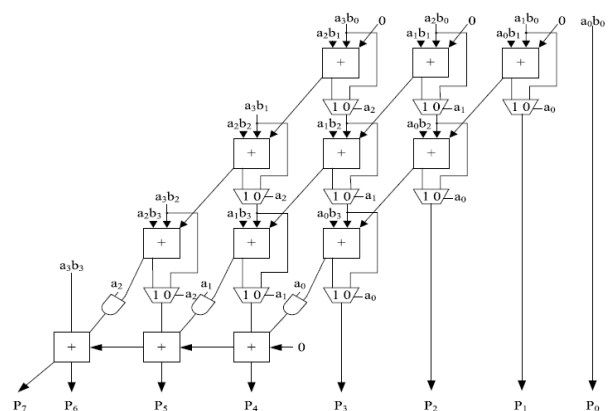 a3b0 a2b0 a1b0 a0b0
a2b1 0 a1b1 a0b1 0
+ + +
1 0 a2 1 0 a1 1 0 a0
a3b1
a2b2 a1b2 a0b2
+ + +
1 0 a2 1 0 a1 1 0 a0
a3b2
a2b3 a1b3 a0b3
+ + +
a3b3 a2 1 0 a2 a1 1 0 a1 a0 1 0 a0
+ + + 0
P7 P6 P5 P4 P3 P2 P1 P0